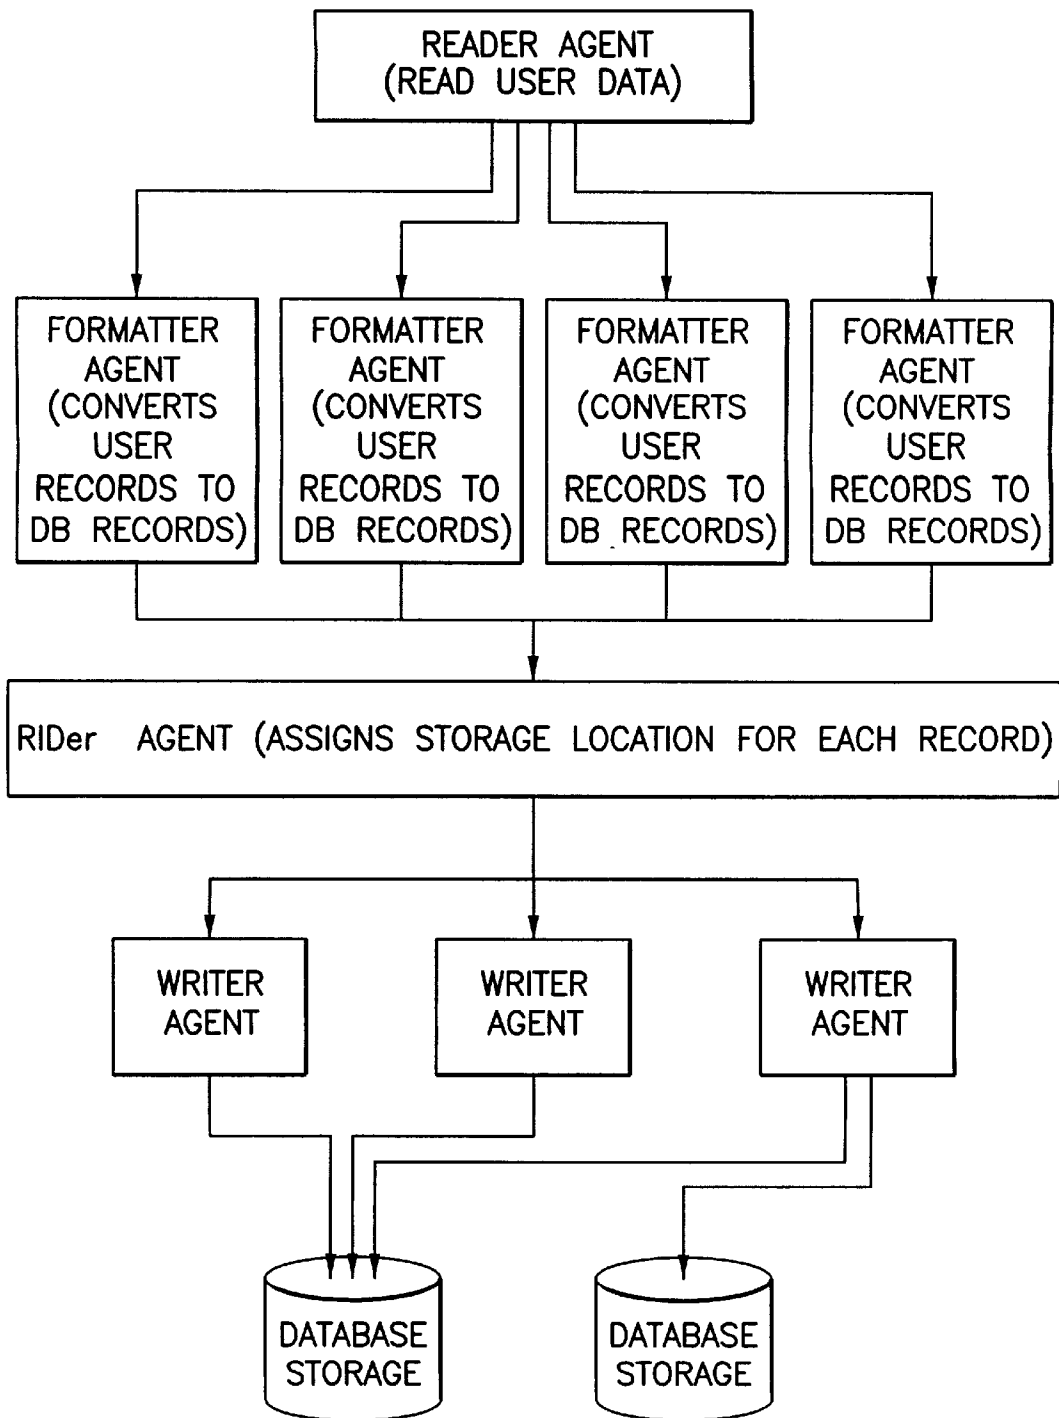 READER AGENT
(READ USER DATA)
FORMATTER
AGENT
(CONVERTS
USER
RECORDS TO
DB RECORDS)
FORMATTER
AGENT
(CONVERTS
USER
RECORDS TO
DB RECORDS)
FORMATTER
AGENT
(CONVERTS
USER
RECORDS TO
DB RECORDS)
FORMATTER
AGENT
(CONVERTS
USER
RECORDS TO
DB RECORDS)
RIDer AGENT (ASSIGNS STORAGE LOCATION FOR EACH RECORD)
WRITER
AGENT
WRITER
AGENT
WRITER
AGENT
DATABASE
STORAGE
DATABASE
STORAGE